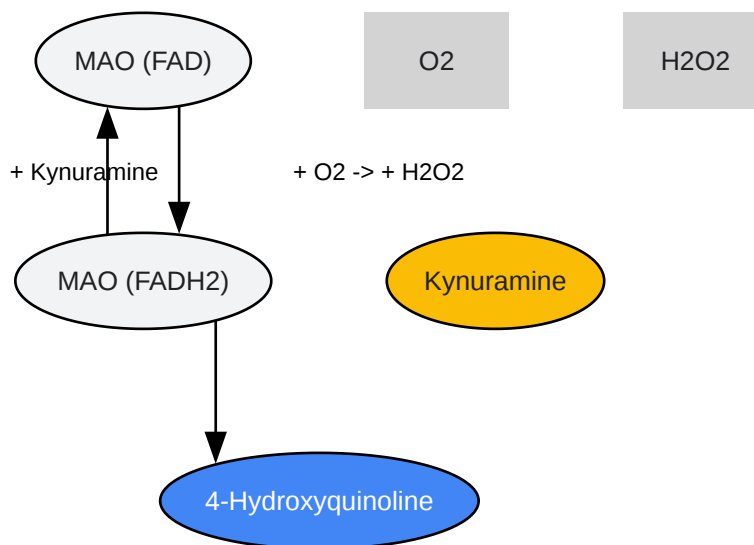 MAO (FAD)
O2
H2O2
+ Kynuramine
+ O2 -> + H2O2
MAO (FADH2)
Kynuramine
4-Hydroxyquinoline